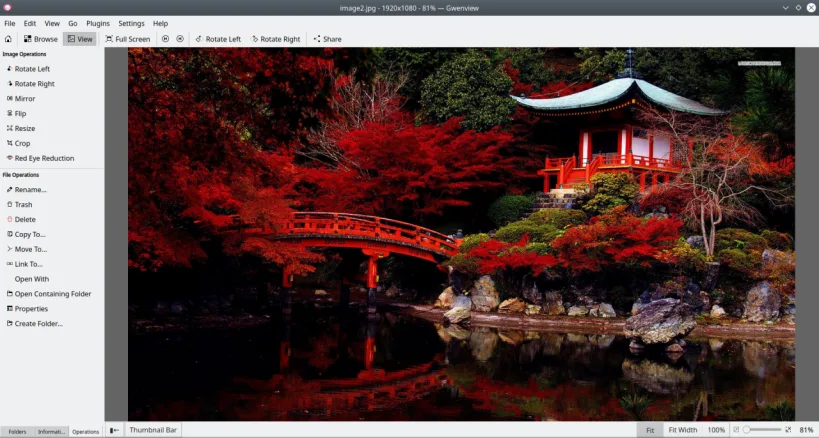 image2.jpg - 1920x1080 - 81% — Gwenview
File Edit View Go Plugins Settings Help
Browse View Full Screen Rotate Left Rotate Right Share
Image Operations
Rotate Left
Rotate Right
Mirror
Flip
Resize
Crop
Red Eye Reduction
File Operations
Rename...
Trash
Delete
Copy To...
Move To...
Link To...
Open With
Open Containing Folder
Properties
Create Folder...
Folders Informati... Operations Thumbnail Bar Fit Fit Width 100% 81%